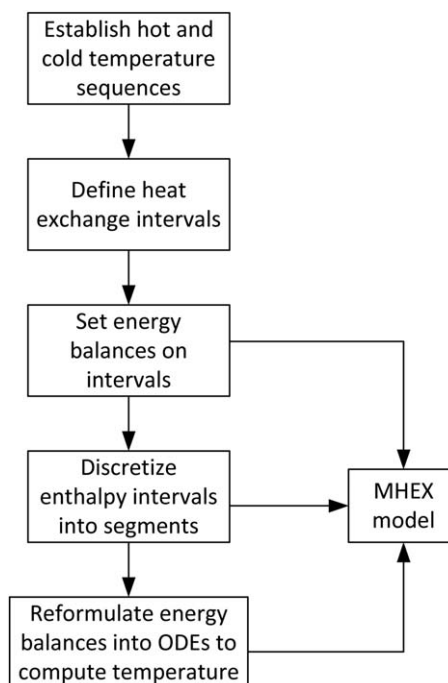 Establish hot and
cold temperature
sequences
Define heat
exchange intervals
Set energy
balances on
intervals
Discretize
enthalpy intervals
into segments
MHEX
model
Reformulate energy
balances into ODEs to
compute temperature